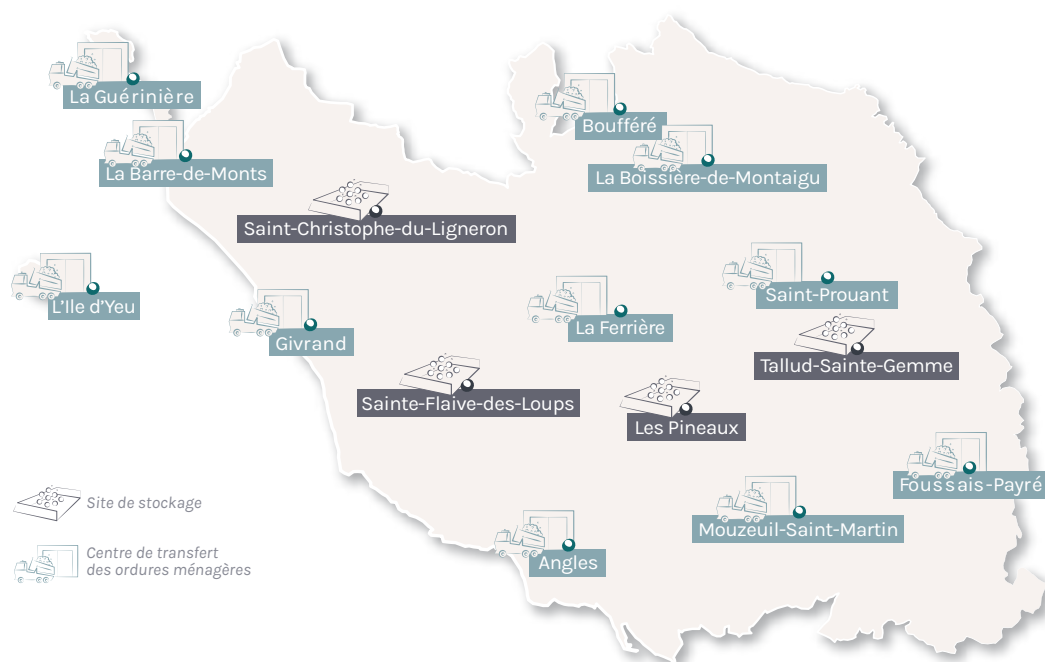 La Guérinière
Boufféré
La Barre-de-Monts
La Boissière-de-Montaigu
Saint-Christophe-du-Ligneron
L'Ile d'Yeu
Saint-Prouant
Givrand
La Ferrière
Tallud-Sainte-Gemme
Sainte-Flaive-des-Loups
Les Pineaux
Foussais-Payré
Site de stockage
Mouzeuil-Saint-Martin
Centre de transfert
des ordures ménagères
Angles